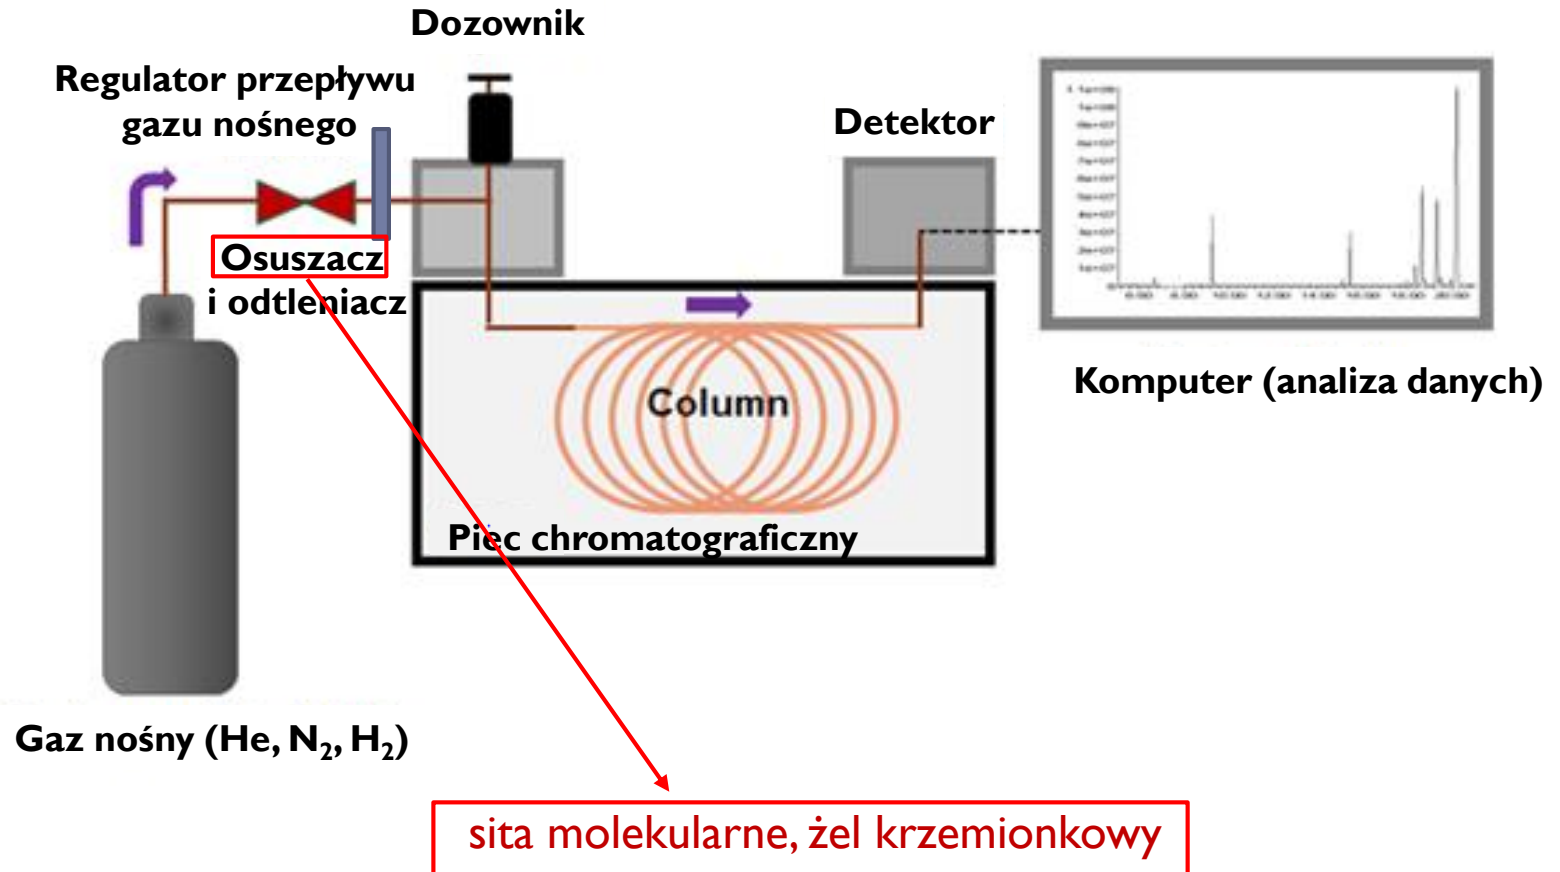 Dozownik
Regulator przepływu
gazu nośnego
Detektor
Osuszacz
i odtleniacz
Column
Komputer (analiza danych)
Piec chromatograficzny
Gaz nośny (He, N₂, H₂)
sita molekularne, żel krzemionkowy